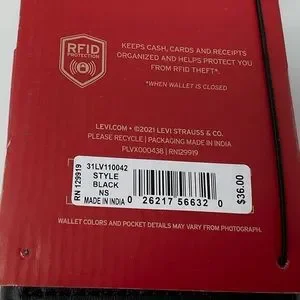 RFID
PROTECTION
KEEPS CASH, CARDS AND RECEIPTS
ORGANIZED AND HELPS PROTECT YOU
FROM RFID THEFT*.
*WHEN WALLET IS CLOSED
LEVI.COM • ©2021 LEVI STRAUSS & CO.
PLEASE RECYCLE | PACKAGING MADE IN INDIA
PLVX000438 | RN129919
RN 129919
31LV110042
STYLE
BLACK
NS
MADE IN INDIA
0 26217 56632 0
$36.00
WALLET COLORS AND POCKET DETAILS MAY VARY FROM PHOTOGRAPH.